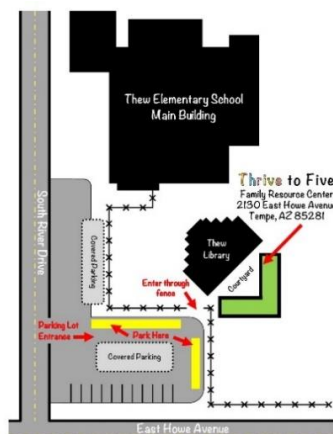 Thew Elementary School
Main Building
Thrive to Five
Family Resource Center
2130 East Howe Avenue
Tempe, AZ 85281
South River Drive
Covered Parking
Thew
Library
Courtyard
Enter through
fence
Parking Lot
Entrance
Park Here
Covered Parking
East Howe Avenue